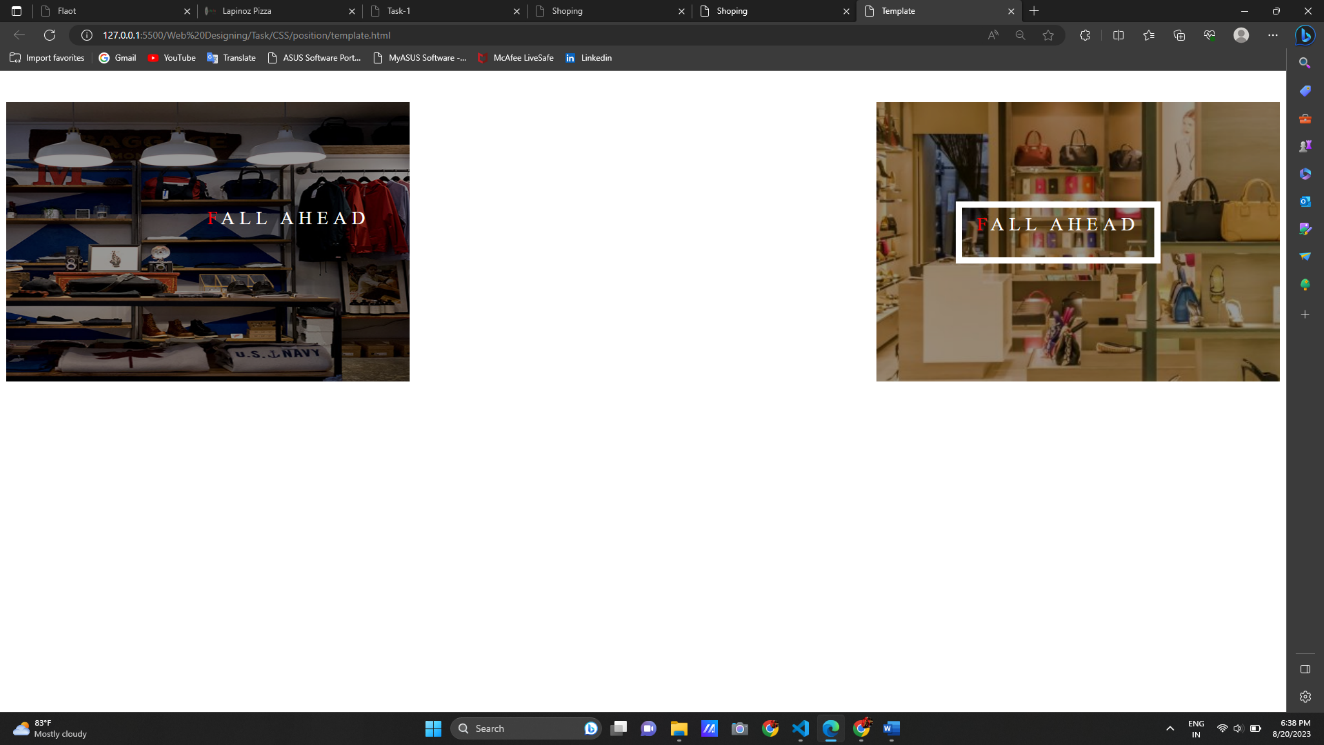 Flaot
Lapinoz Pizza
Task-1
Shoping
Shoping
Template
127.0.0.1:5500/Web%20Designing/Task/CSS/position/template.html
Import favorites
Gmail
YouTube
Translate
ASUS Software Port...
MyASUS Software -...
McAfee LiveSafe
Linkedin
FALL AHEAD
U.S. NAVY
FALL AHEAD
83°F
Mostly cloudy
Search
ENG
IN
6:38 PM
8/20/2023